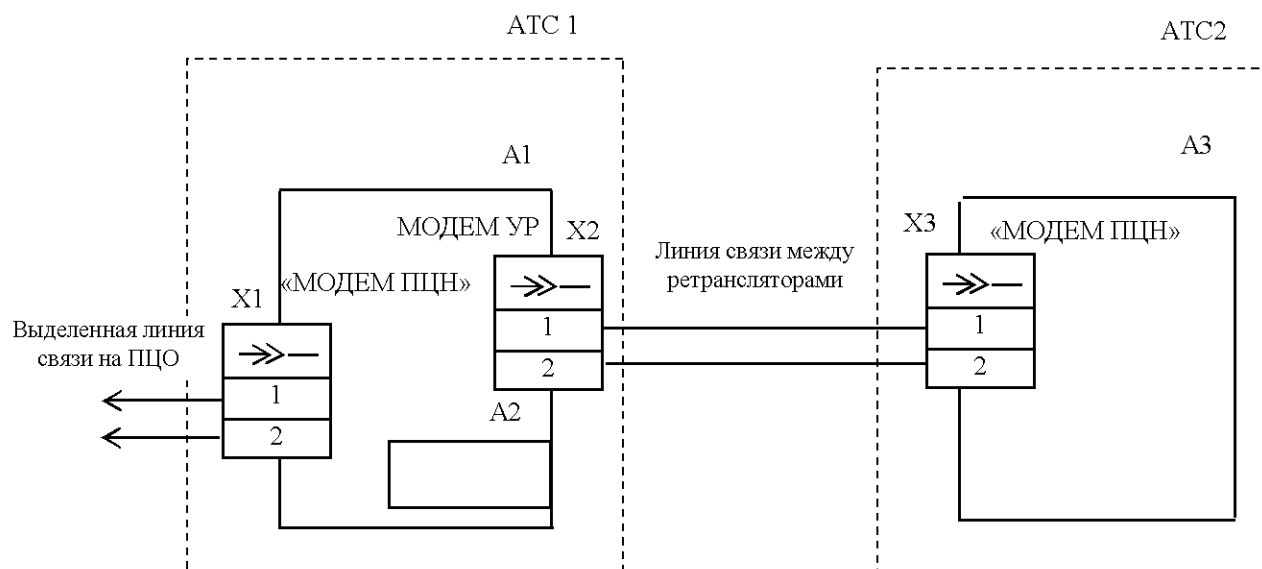 АТС 1
АТС2
А1
А3
МОДЕМ УР
Х2
Х3
«МОДЕМ ПЦН»
Линия связи между
ретрансляторами
«МОДЕМ ПЦН»
Х1
Выделенная линия
связи на ПЦО
1
2
1
2
1
2
А2